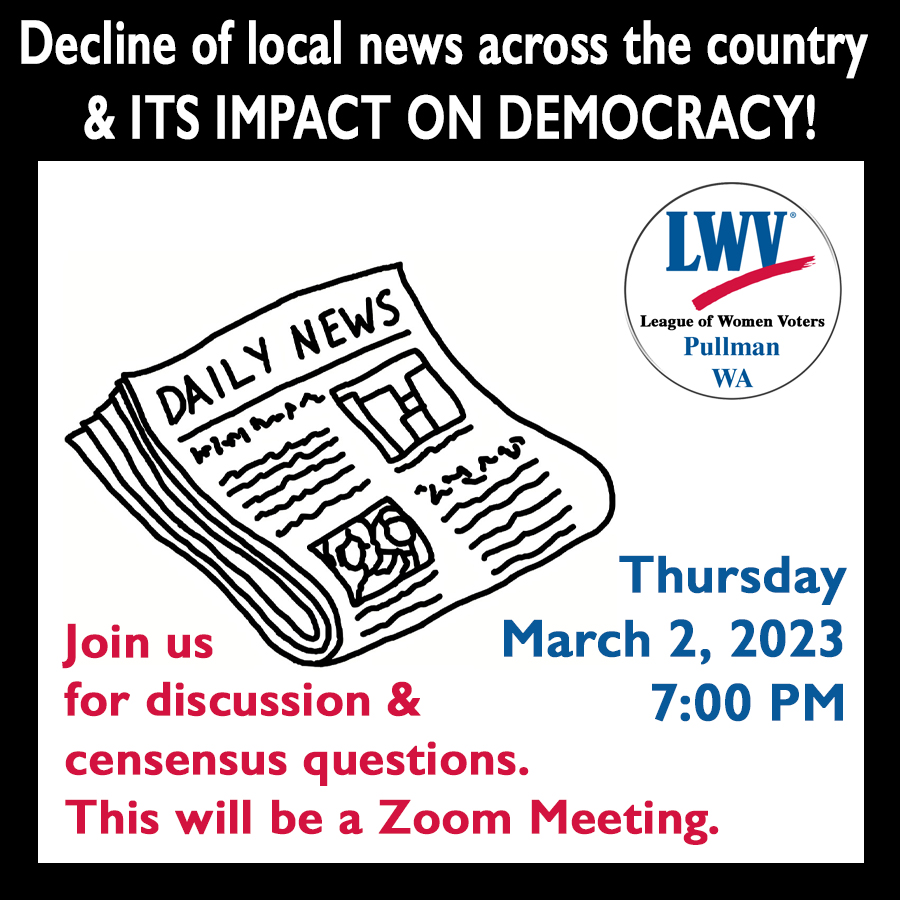 Decline of local news across the country
& ITS IMPACT ON DEMOCRACY!
LWV®
League of Women Voters
Pullman
WA
DAILY NEWS
Thursday
March 2, 2023
7:00 PM
Join us
for discussion &
censensus questions.
This will be a Zoom Meeting.